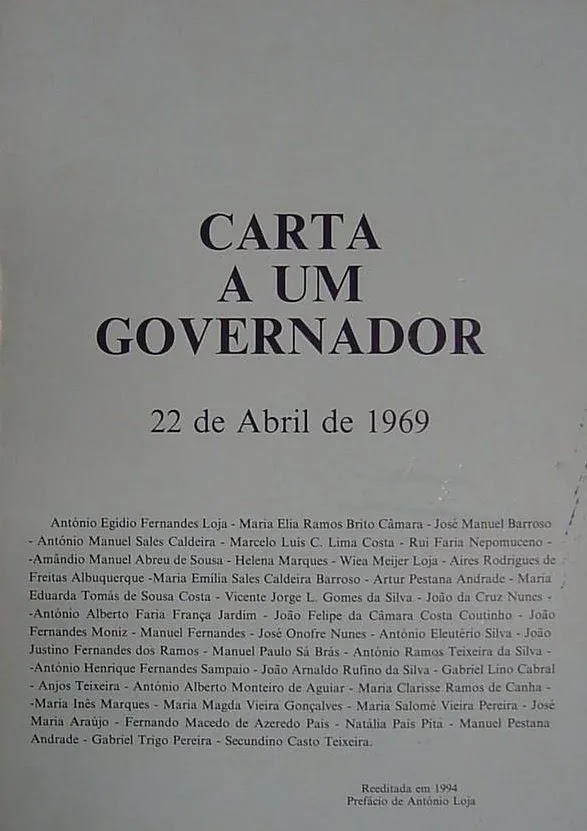 CARTA
A UM
GOVERNADOR
22 de Abril de 1969
António Egídio Fernandes Loja - Maria Elia Ramos Brito Câmara - José Manuel Barroso
- António Manuel Sales Caldeira - Marcelo Luis C. Lima Costa - Rui Faria Nepomuceno -
-Amândio Manuel Abreu de Sousa - Helena Marques - Wiea Meijer Loja - Aires Rodrigues de
Freitas Albuquerque -Maria Emília Sales Caldeira Barroso - Artur Pestana Andrade - Maria
Eduarda Tomás de Sousa Costa - Vicente Jorge L. Gomes da Silva - João da Cruz Nunes -
-António Alberto Faria França Jardim - João Felipe da Câmara Costa Coutinho - João
Fernandes Moniz - Manuel Fernandes - José Onofre Nunes - António Eleutério Silva - João
Justino Fernandes dos Ramos - Manuel Paulo Sá Brás - António Ramos Teixeira da Silva -
-António Henrique Fernandes Sampaio - João Arnaldo Rufino da Silva - Gabriel Lino Cabral
- Anjos Teixeira - António Alberto Monteiro de Aguiar - Maria Clarisse Ramos de Canha -
-Maria Inês Marques - Maria Magda Vieira Gonçalves - Maria Salomé Vieira Pereira - José
Maria Araújo - Fernando Macedo de Azeredo Pais - Natália Pais Pita - Manuel Pestana
Andrade - Gabriel Trigo Pereira - Secundino Casto Teixeira.
Reeditada em 1994
Prefácio de António Loja